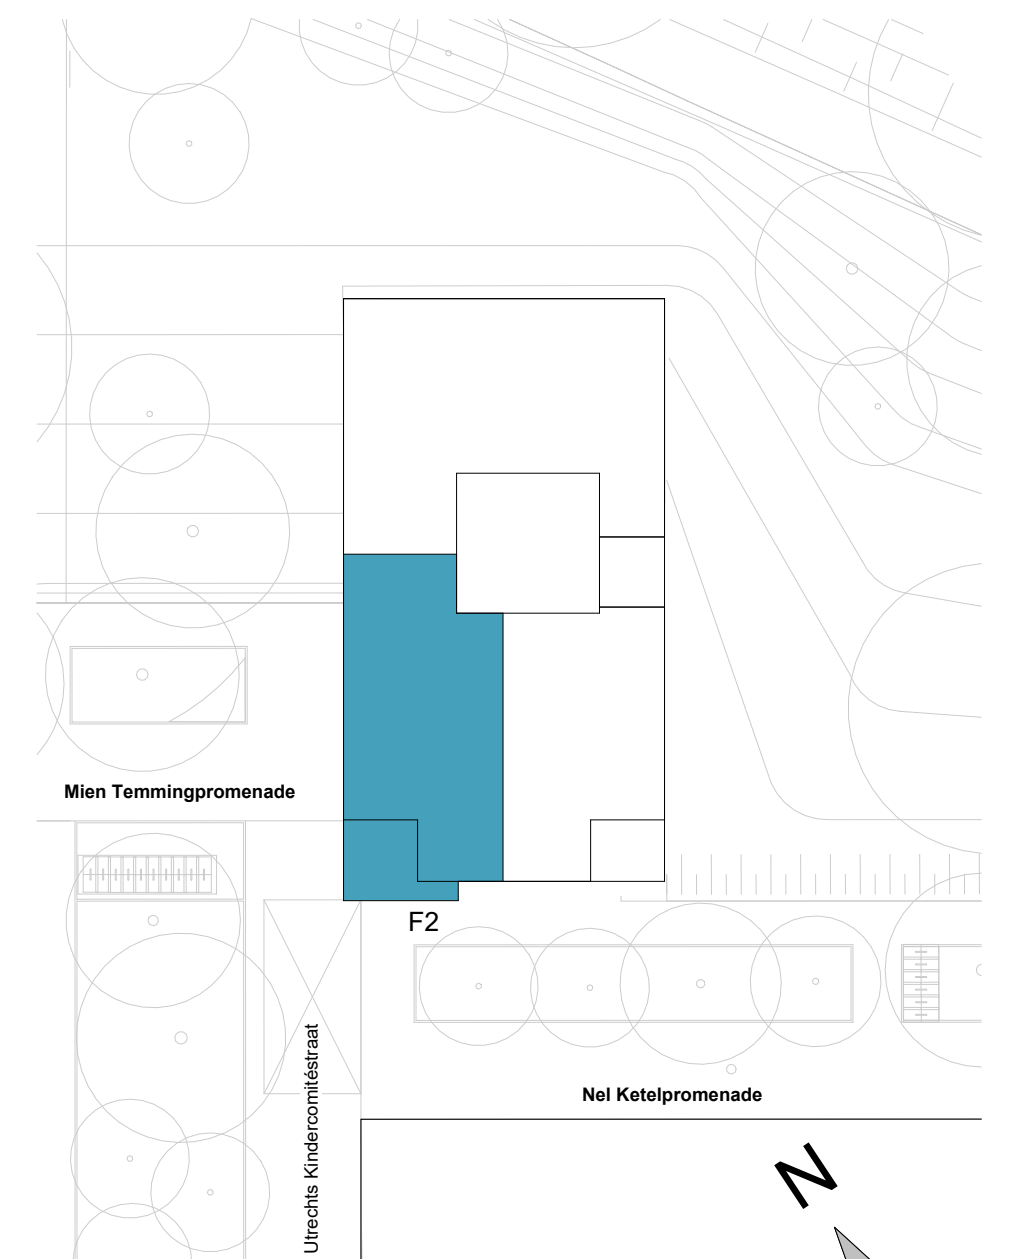 Mien Temmingpromenade
F2
Utrechts Kindercomitéstraat
Nel Ketelpromenade
N